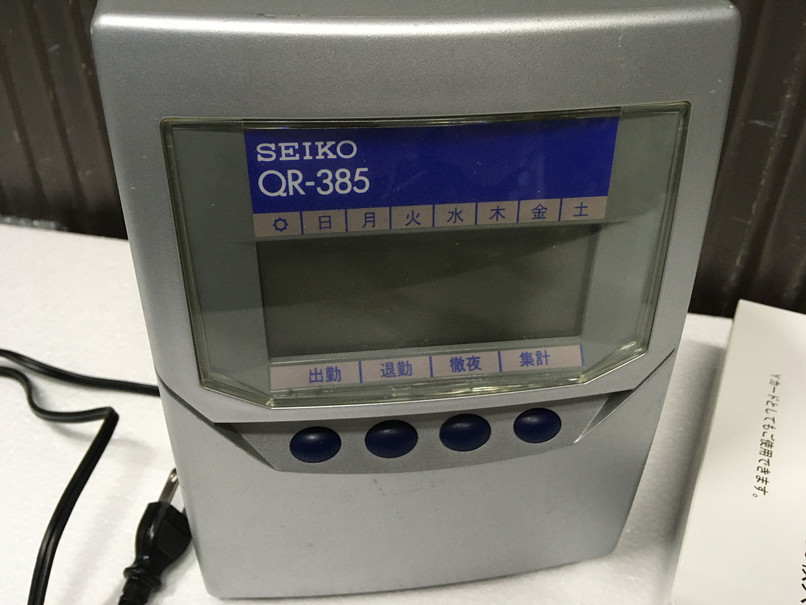 SEIKO
QR-385
日 月 火 水 木 金 土
出勤 退勤 徹夜 集計
Vカードとしてもご使用できます。